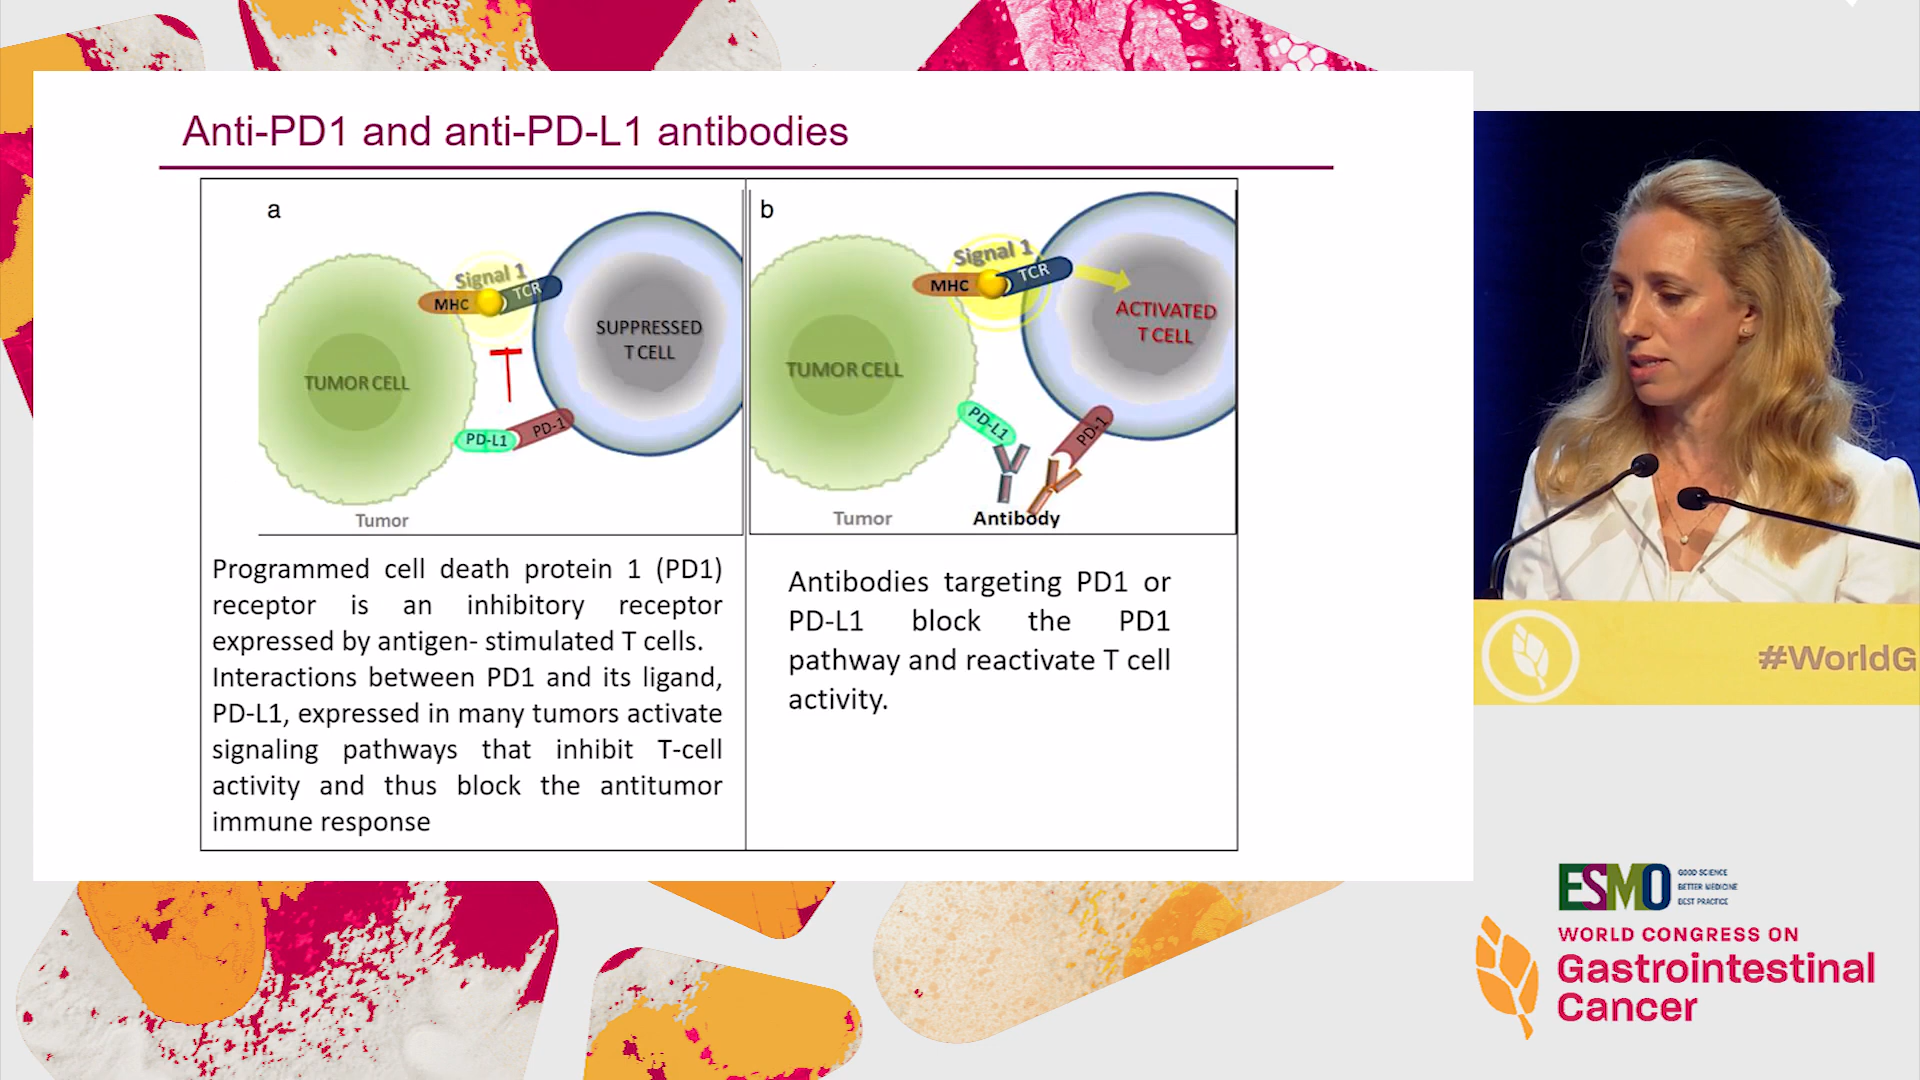 Anti-PD1 and anti-PD-L1 antibodies
a
Signal 1
MHC
TCR
SUPPRESSED
T CELL
TUMOR CELL
PD-L1
PD-1
Tumor
Programmed cell death protein 1 (PD1)
receptor is an inhibitory receptor
expressed by antigen- stimulated T cells.
Interactions between PD1 and its ligand,
PD-L1, expressed in many tumors activate
signaling pathways that inhibit T-cell
activity and thus block the antitumor
immune response
b
Signal 1
MHC
TCR
ACTIVATED
T CELL
TUMOR CELL
PD-L1
PD-1
Tumor
Antibody
Antibodies targeting PD1 or
PD-L1 block the PD1
pathway and reactivate T cell
activity.
#WorldG
ESMO
GOOD SCIENCE
BETTER MEDICINE
BEST PRACTICE
WORLD CONGRESS ON
Gastrointestinal
Cancer